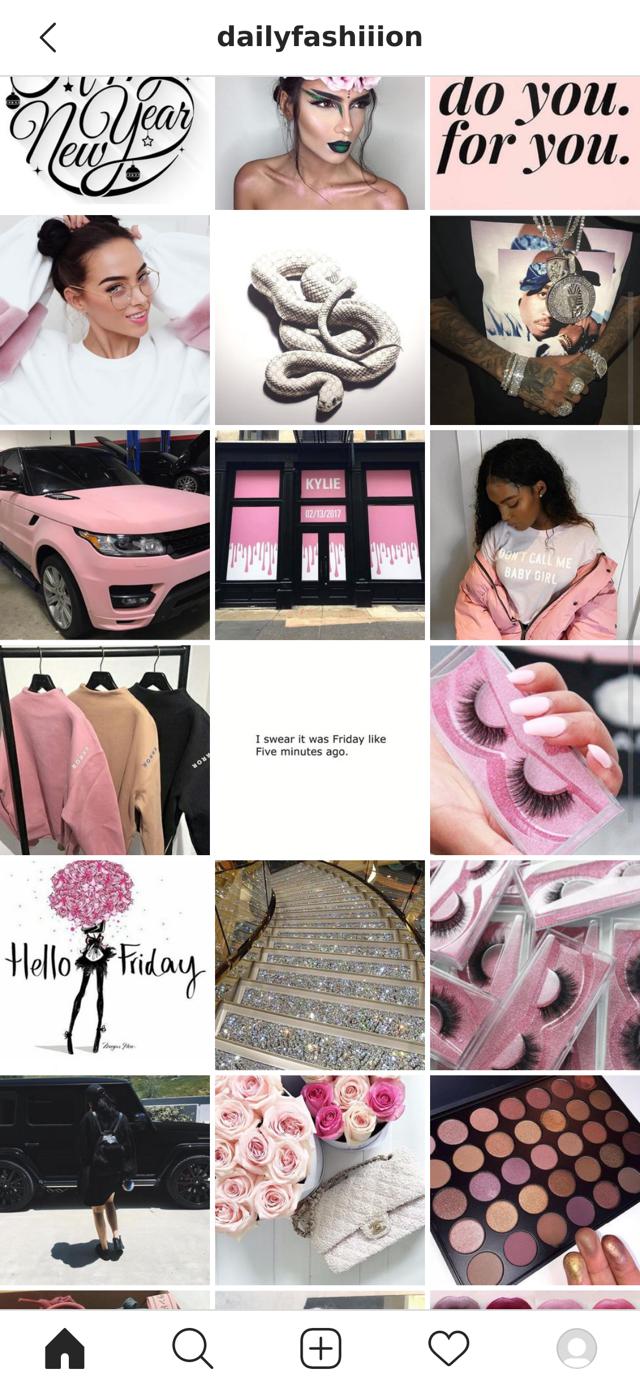 dailyfashiiion
New Year
do you.
for you.
KYLIE
02/13/2017
DON'T CALL ME
BABY GIRL
I swear it was Friday like
Five minutes ago.
Hello Friday